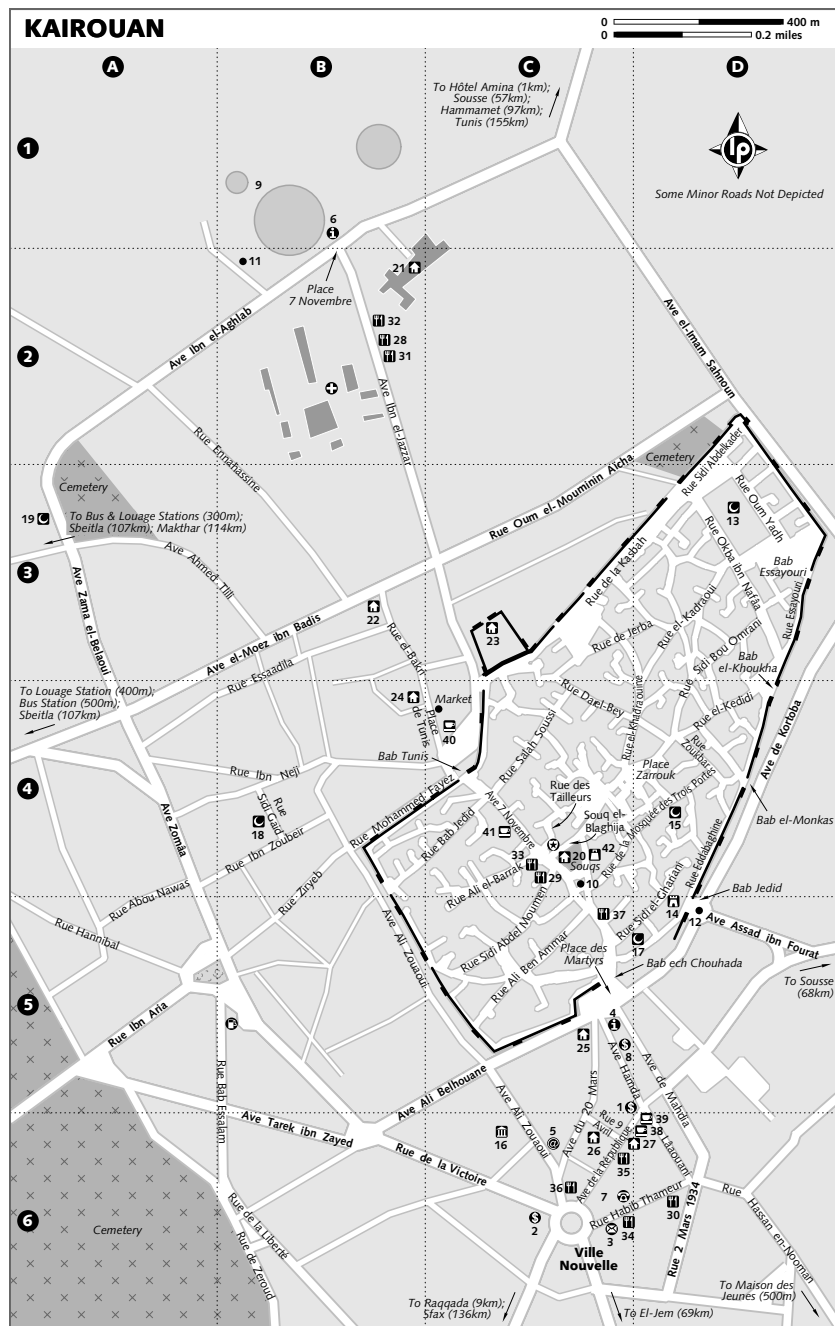 KAIROUAN
0 400 m
0 0.2 miles
A
B
C
D
To Hôtel Amina (1km);
Sousse (57km);
Hammamet (97km);
Tunis (155km)
1
lp
Some Minor Roads Not Depicted
9
6
11
Place
7 Novembre
21
Ave Ibn el-Aghlab
Ave el-Imam Sahnoun
2
32
28
31
Ave Ibn el-Jazzar
Rue Ennahassine
Cemetery
Rue Sidi Abdelkader
Cemetery
Rue Oum el-Mouminin Aicha
Rue Oum Yadh
13
19
To Bus & Louage Stations (300m);
Sbeitla (107km); Makthar (114km)
Ave Ahmed Tlili
Rue Okba ibn Nafâa
Bab
Essayouri
3
Ave Zama el-Belaoui
Rue de la Kasbah
Rue Essayouri
22
23
Ave el-Moez ibn Badis
Rue el-Bakri
Rue de Jerba
Rue el-Kadraoui
Rue Sidi Bou Omrani
Bab
el-Khoukha
Rue Essaadila
To Louage Station (400m);
Bus Station (500m);
Sbeitla (107km)
24
Market
Place
de Tunis
40
Rue Dar el-Bey
Rue el-Khadraouine
Rue el-Kedidi
Rue
Zoukbar
Ave de Kortoba
Rue Salah Soussi
Place
Zarrouk
Bab Tunis
Rue Ibn Neji
4
Rue
Sidi Gaid
Rue Mohammed Fayez
Ave 7 Novembre
Rue des
Tailleurs
Souq el-
Blaghija
Rue de la Mosquée des Trois Portes
15
Bab el-Monkas
Ave Zomâa
18
Rue Bab Jedid
41
Rue Ibn Zoubeir
33
20
42
Souqs
29
10
Rue Ali el-Barrak
Rue Eddabaghine
Bab Jedid
Rue Ziryeb
Rue Abou Nawas
Rue Hannibal
37
14
12
Rue Sidi el-Ghariani
Ave Assad ibn Fourat
Rue Sidi Abdel Moumen
17
Ave Ali Zouaoui
Rue Ali Ben Ammar
Place des
Martyrs
Bab ech Chouhada
To Sousse
(68km)
5
Rue Ibn Aria
4
25
8
Rue Bab Essalam
Ave Ali Belhouane
Ave Hamda
Laâouani
Ave de Mahdia
1
39
Ave Tarek ibn Zayed
Ave Ali Zouaoui
Ave du 20 Mars
Rue 9
Avril
38
16
5
26
27
Ave de la République
35
Rue de la Victoire
36
7
Rue Habib Thameur
30
Rue Hassan en-Nooman
6
Cemetery
Rue de la Liberté
2
3
34
Rue 2 Mars 1934
Ville
Nouvelle
Rue de Zeroud
To Raqqada (9km);
Sfax (136km)
To El-Jem (69km)
To Maison des
Jeunes (500m)